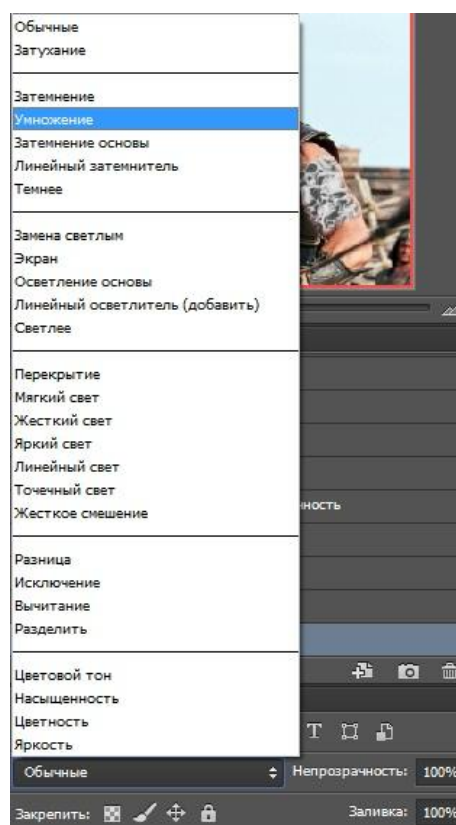 Обычные
Затухание
Затемнение
Умножение
Затемнение основы
Линейный затемнитель
Темнее
Замена светлым
Экран
Осветление основы
Линейный осветлитель (добавить)
Светлее
Перекрытие
Мягкий свет
Жесткий свет
Яркий свет
Линейный свет
Точечный свет
Жесткое смешение
нность
Разница
Исключение
Вычитание
Разделить
Цветовой тон
Насыщенность
Цветность
Яркость
Обычные Непрозрачность: 100%
Закрепить: Заливка: 100%